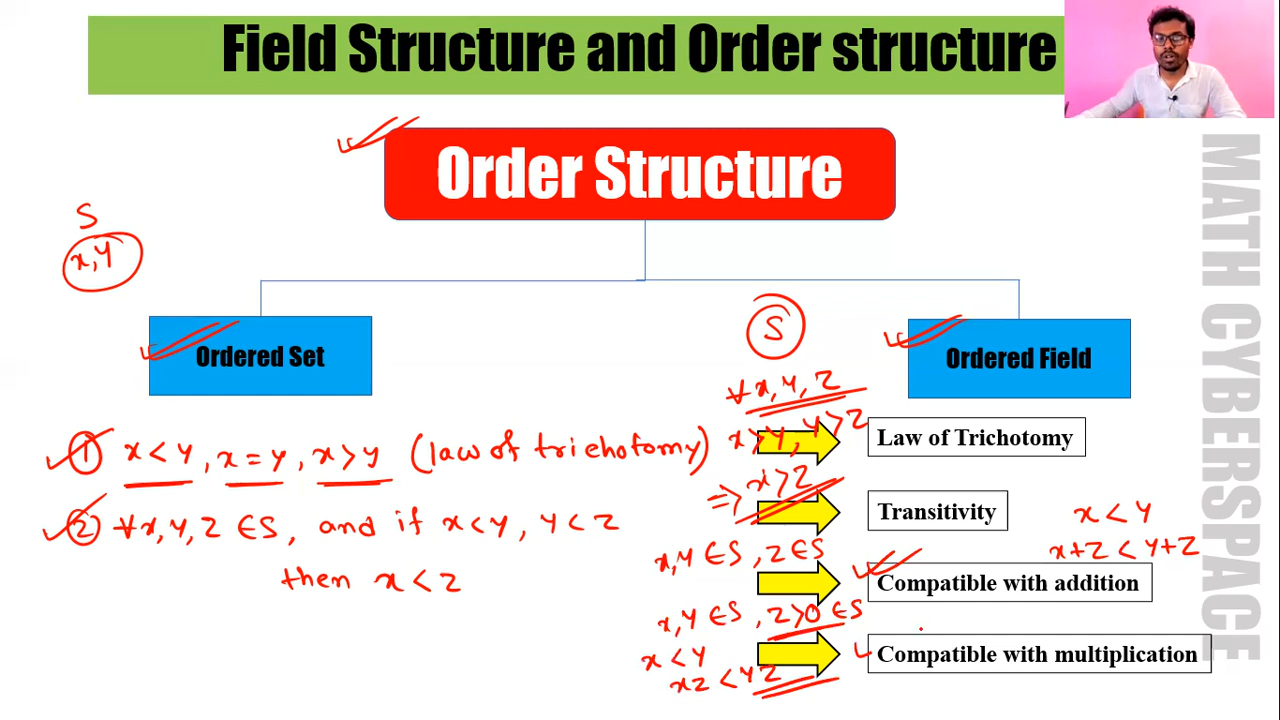 Field Structure and Order structure
Order Structure
S
x, y
Ordered Set
S
Ordered Field
∀ x, y, z
x > y, y > z
Law of Trichotomy
① x < y, x = y, x > y (law of trichotomy)
⇒ x > z
Transitivity
② ∀x, y, z ∈ S, and if x < y, y < z
then x < z
x < y
x+z < y+z
x, y ∈ S, z ∈ S
Compatible with addition
x, y ∈ S, z > 0 ∈ S
x < y
xz < yz
Compatible with multiplication
MATH CYBERSPACE